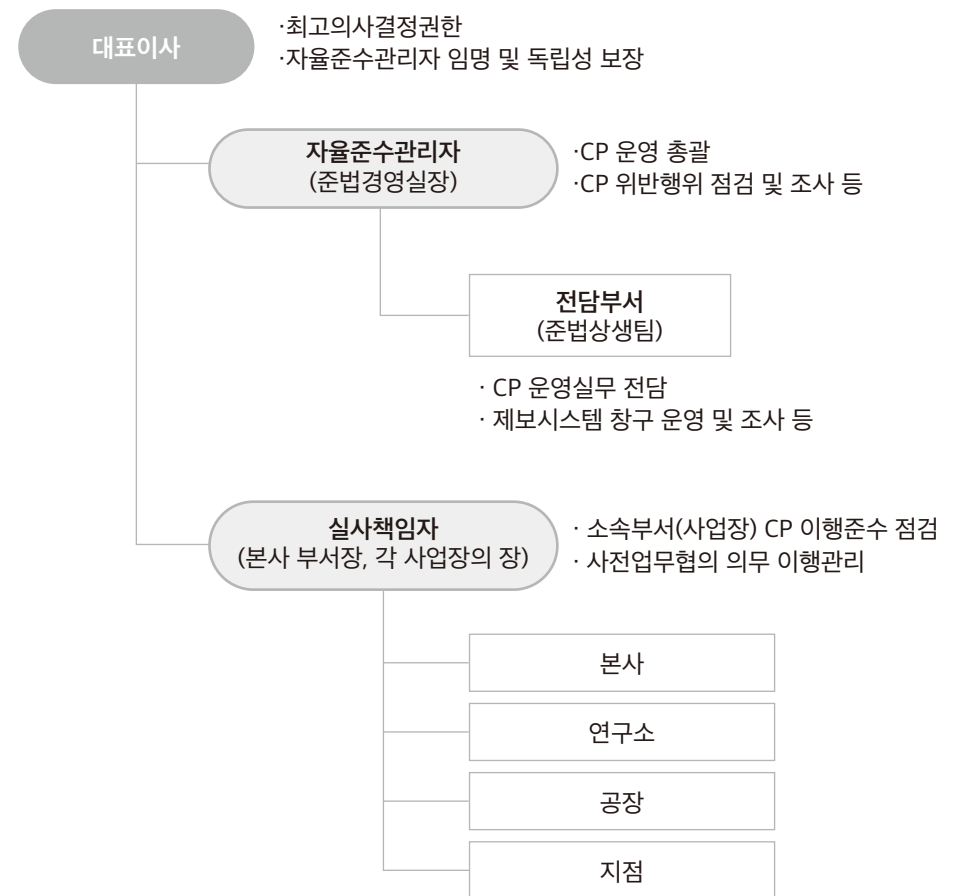 대표이사
·최고의사결정권한
·자율준수관리자 임명 및 독립성 보장
자율준수관리자
(준법경영실장)
·CP 운영 총괄
·CP 위반행위 점검 및 조사 등
전담부서
(준법상생팀)
· CP 운영실무 전담
· 제보시스템 창구 운영 및 조사 등
실사책임자
(본사 부서장, 각 사업장의 장)
· 소속부서(사업장) CP 이행준수 점검
· 사전업무협의 의무 이행관리
본사
연구소
공장
지점